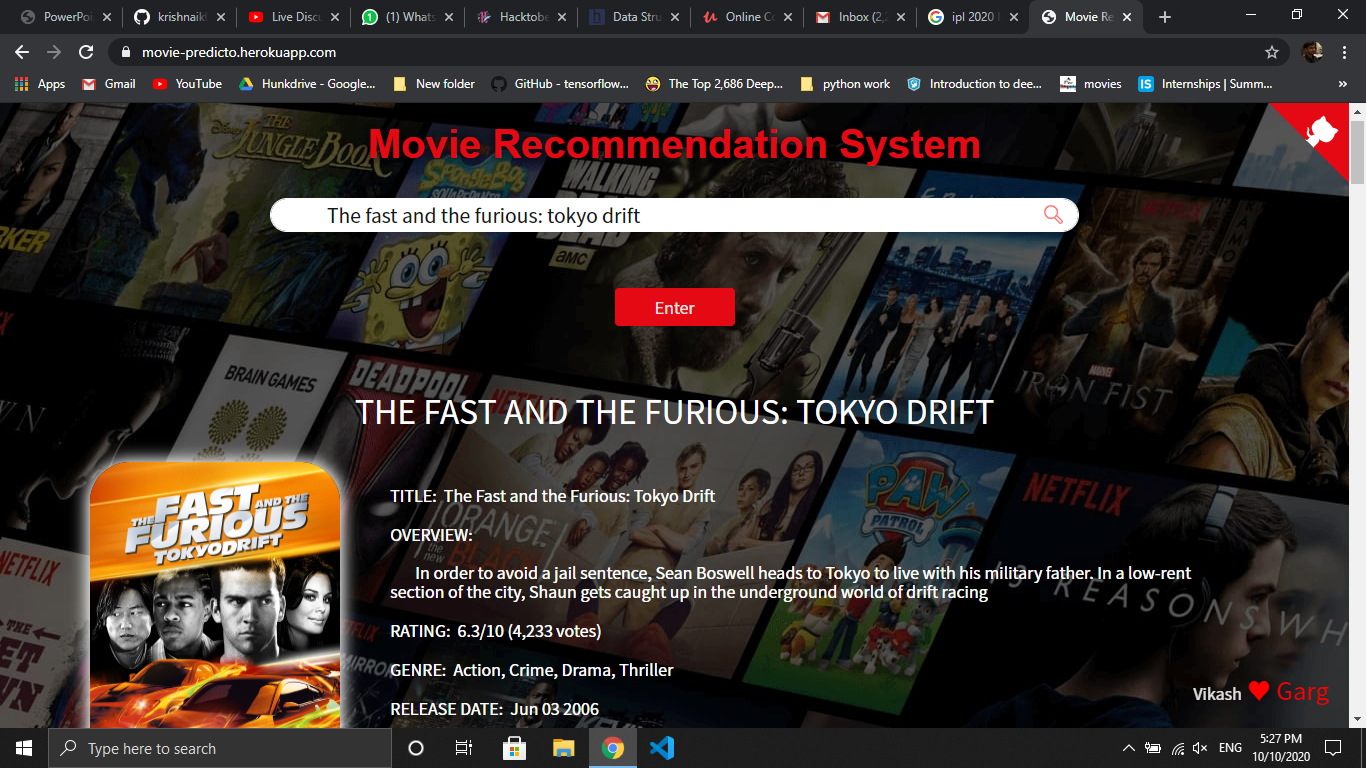 PowerPoi
krishnaikl
Live Discu
(1) Whats
Hacktobe
Data Stru
Online Co
Inbox (2,2
ipl 2020
Movie Re
movie-predicto.herokuapp.com
Apps
Gmail
YouTube
Hunkdrive - Google...
New folder
GitHub - tensorflow...
The Top 2,686 Deep...
python work
Introduction to dee...
movies
IS
Internships | Summ...
»
THE
JUNGLE BOOK
Movie Recommendation System
SpongeBob
SQUAREPANTS
WALKING
DEAD
aMC
The fast and the furious: tokyo drift
NETFLIX
Enter
BRAIN GAMES
DEADPOOL
NETFLIX
MARVEL
IRON FIST
THE FAST AND THE FURIOUS: TOKYO DRIFT
THE FAST AND THE
FURIOUS
TOKYO DRIFT
TITLE: The Fast and the Furious: Tokyo Drift
OVERVIEW:
ORANGE
the new
BLACK
PAW
PATROL
NETFLIX
13 REASONS WH
In order to avoid a jail sentence, Sean Boswell heads to Tokyo to live with his military father. In a low-rent
section of the city, Shaun gets caught up in the underground world of drift racing
NETFLIX
RATING: 6.3/10 (4,233 votes)
GENRE: Action, Crime, Drama, Thriller
RELEASE DATE: Jun 03 2006
THE
Vikash ♥ Garg
Type here to search
ENG
5:27 PM
10/10/2020